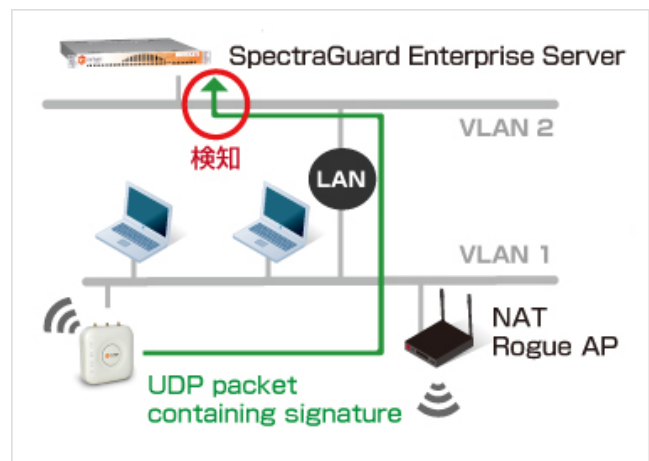 SpectraGuard Enterprise Server
VLAN 2
検知
LAN
VLAN 1
NAT
Rogue AP
UDP packet
containing signature